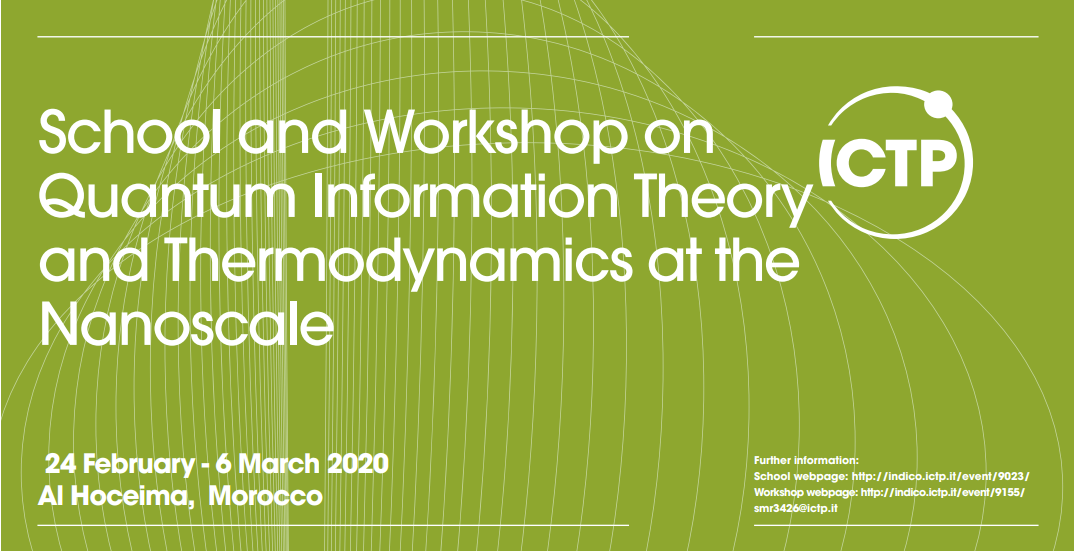 School and Workshop on
Quantum Information Theory
and Thermodynamics at the
Nanoscale
ICTP
24 February - 6 March 2020
Al Hoceima, Morocco
Further information:
School webpage: http://indico.ictp.it/event/9023/
Workshop webpage: http://indico.ictp.it/event/9155/
smr3426@ictp.it